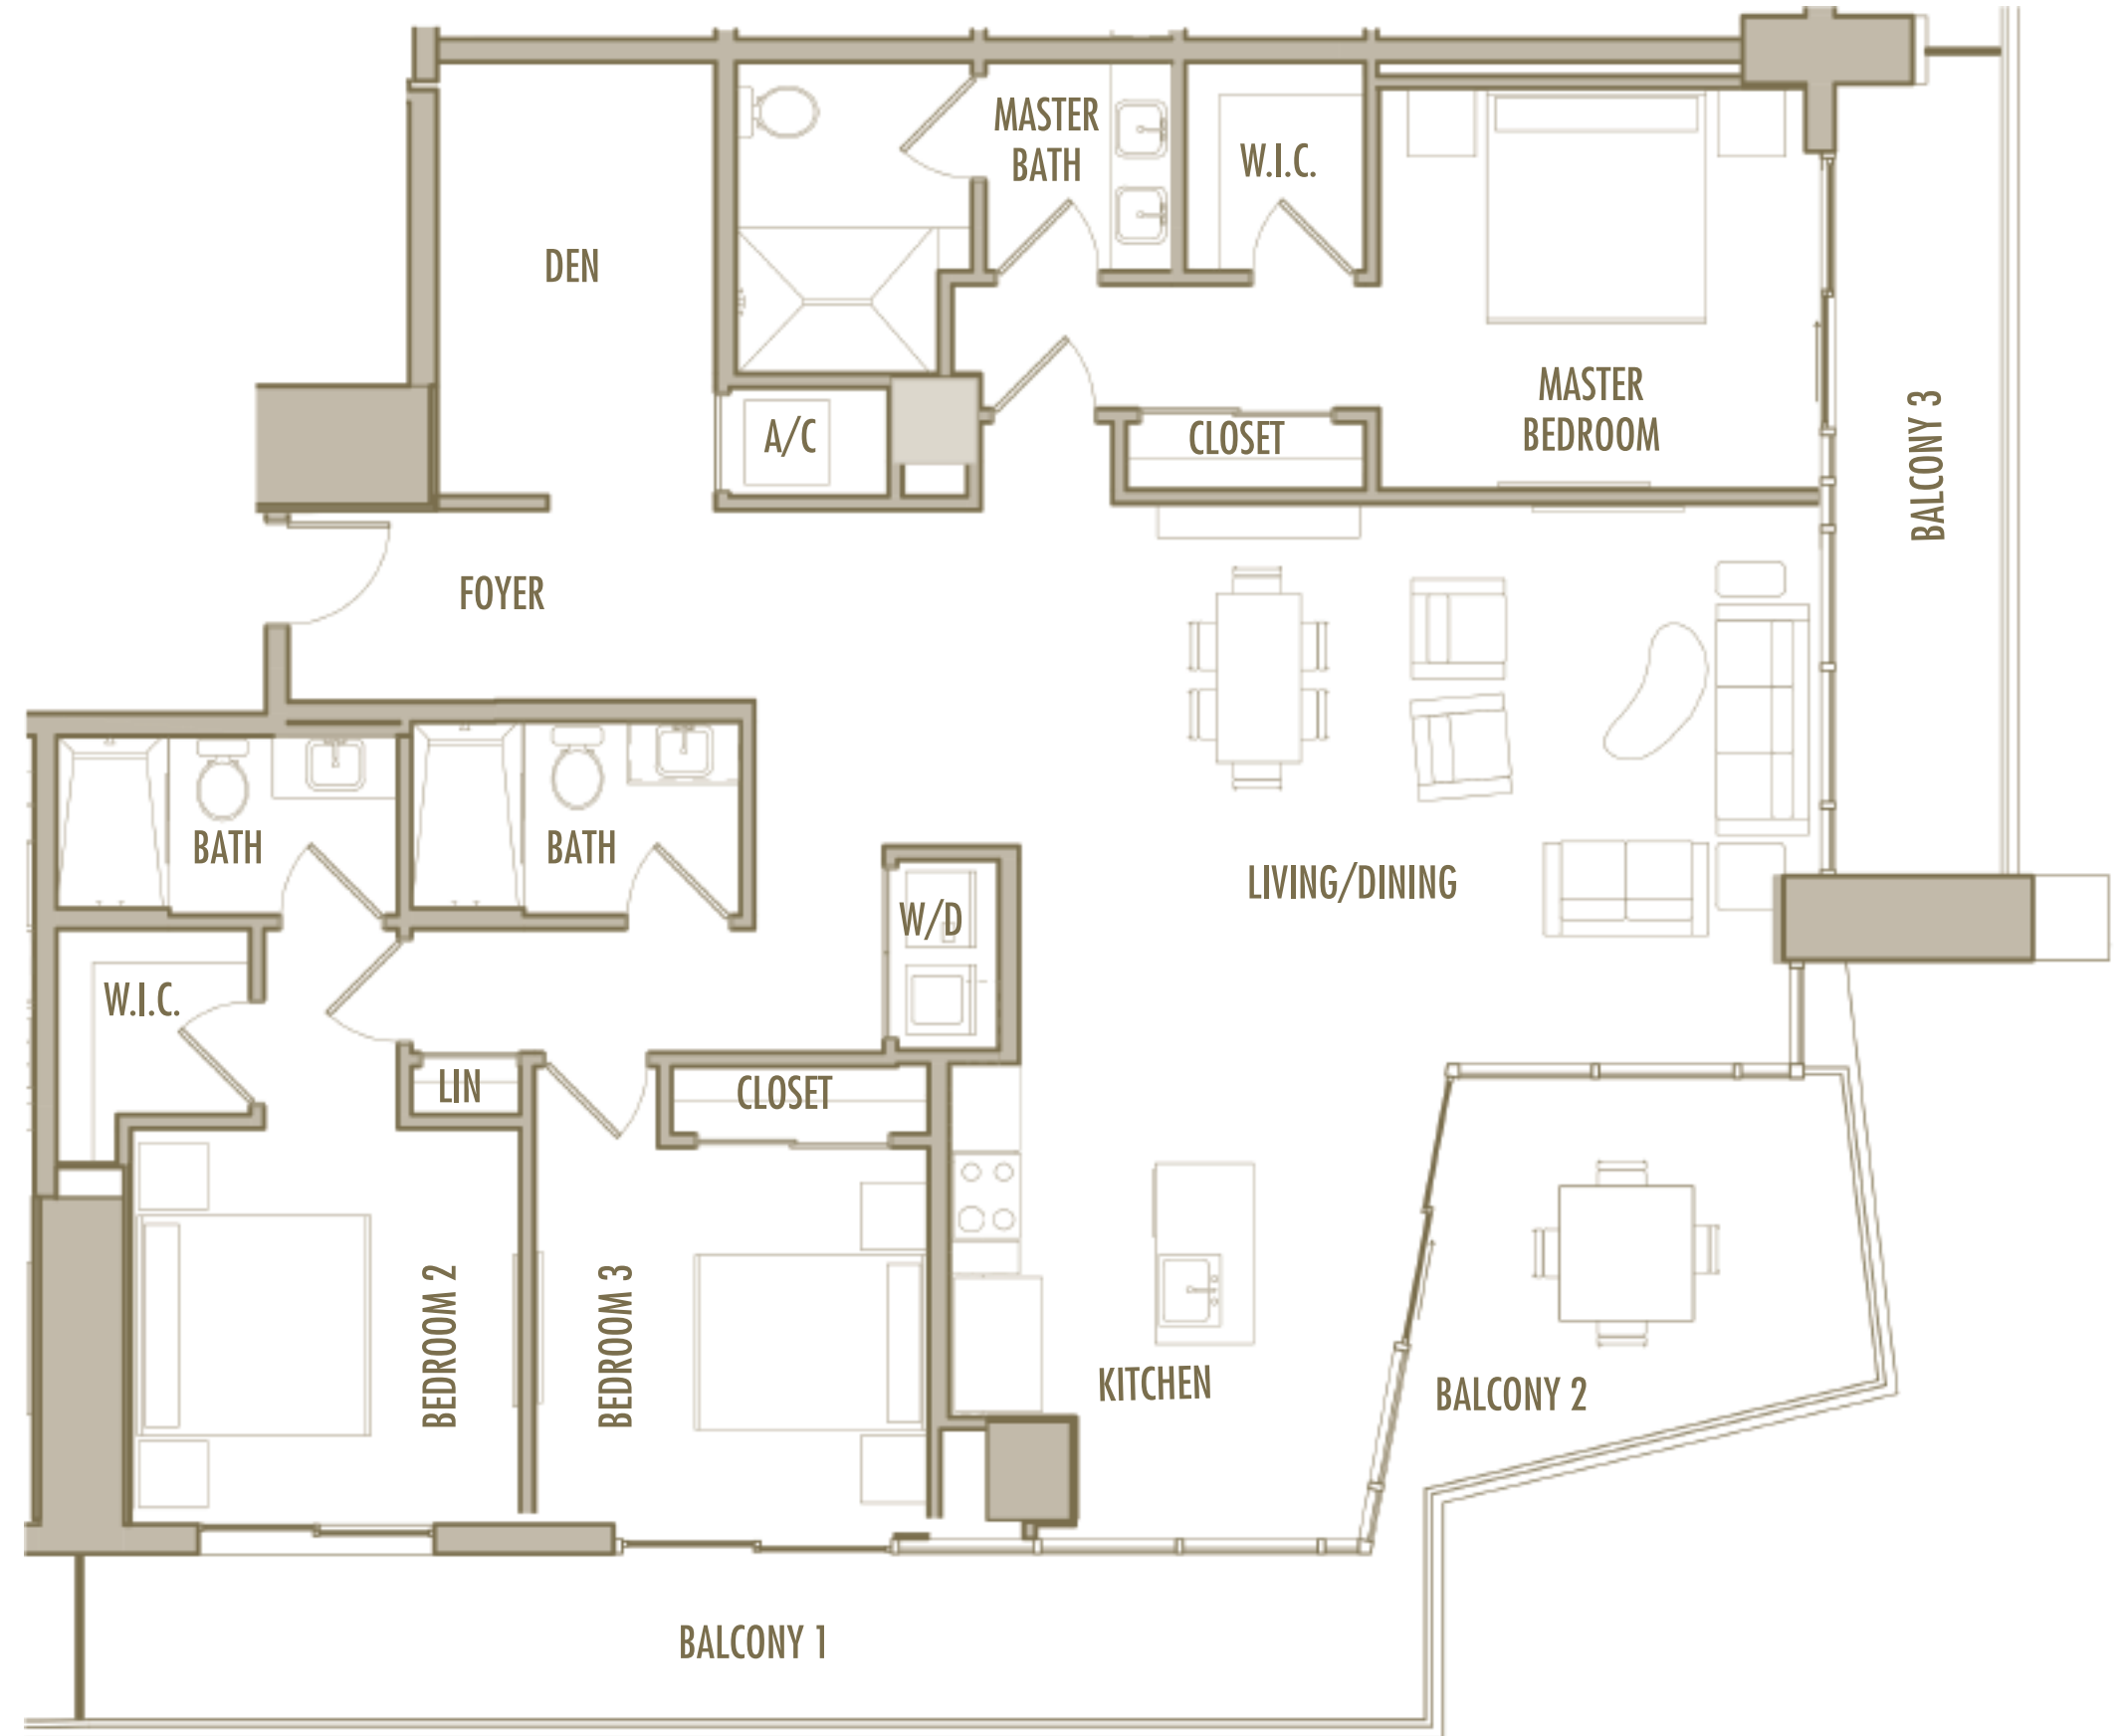 MASTER
BATH
W.I.C.
DEN
MASTER
BEDROOM
BALCONY 3
A/C
CLOSET
FOYER
BATH
BATH
W/D
LIVING/DINING
W.I.C.
LIN
CLOSET
BEDROOM 2
BEDROOM 3
KITCHEN
BALCONY 2
BALCONY 1